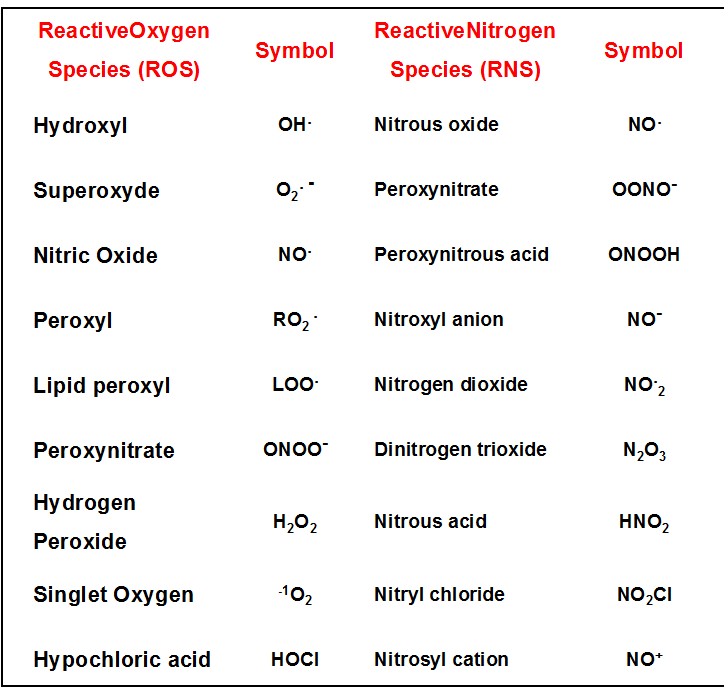 ReactiveOxygen Species (ROS) Symbol ReactiveNitrogen Species (RNS) Symbol
Hydroxyl OH· Nitrous oxide NO·
Superoxyde O₂·⁻ Peroxynitrate OONO⁻
Nitric Oxide NO· Peroxynitrous acid ONOOH
Peroxyl RO₂· Nitroxyl anion NO⁻
Lipid peroxyl LOO· Nitrogen dioxide NO·₂
Peroxynitrate ONOO⁻ Dinitrogen trioxide N₂O₃
Hydrogen Peroxide H₂O₂ Nitrous acid HNO₂
Singlet Oxygen ⁻¹O₂ Nitryl chloride NO₂Cl
Hypochloric acid HOCl Nitrosyl cation NO⁺